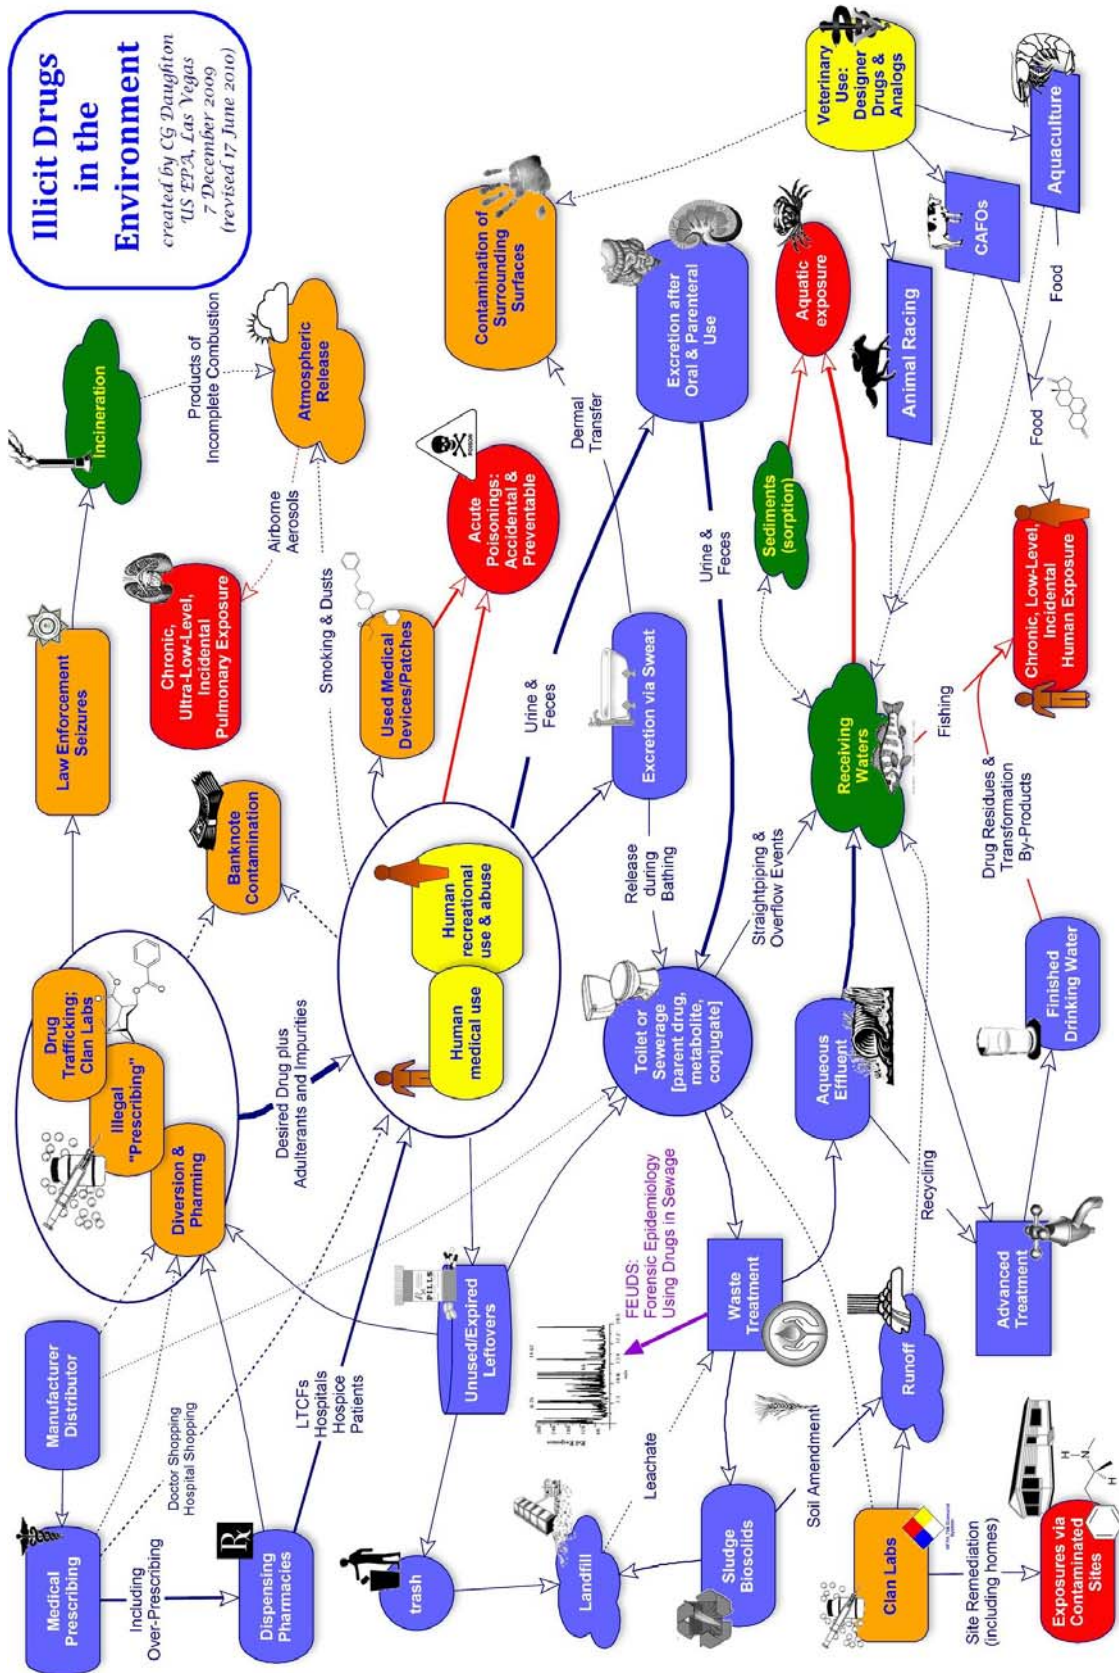 Illicit Drugs
in the
Environment
created by CG Daughton
US EPA, Las Vegas
7 December 2009
(revised 17 June 2010)
Medical
Prescribing
Manufacturer
Distributor
Including
Over-Prescribing
Dispensing
Pharmacies
Rx
Doctor Shopping
Hospital Shopping
LTCFs
Hospitals
Hospice
Patients
Diversion &
Pharming
Illegal
"Prescribing"
Drug
Trafficking;
Clan Labs
Desired Drug plus
Adulterants and Impurities
Law Enforcement
Seizures
Incineration
Products of
Incomplete Combustion
Atmospheric
Release
Airborne
Aerosols
Chronic,
Ultra-Low-Level,
Incidental
Pulmonary Exposure
Banknote
Contamination
Smoking & Dusts
Human
medical use
Human
recreational
use & abuse
Used Medical
Devices/Patches
Acute
Poisonings:
Accidental &
Preventable
POISON
Urine &
Feces
Contamination of
Surrounding
Surfaces
Dermal
Transfer
Excretion via Sweat
Excretion after
Oral & Parenteral
Use
Urine &
Feces
Release
during
Bathing
trash
Unused/Expired
Leftovers
PILLS
Toilet or
Sewerage
[parent drug,
metabolite,
conjugate]
Landfill
Leachate
FEUDS:
Forensic Epidemiology
Using Drugs in Sewage
Waste
Treatment
Sludge
Biosolids
Soil Amendment
Aqueous
Effluent
Straightpiping &
Overflow Events
Receiving
Waters
Sediments
(sorption)
Aquatic
exposure
Veterinary
Use:
Designer
Drugs &
Analogs
Animal Racing
CAFOs
Aquaculture
Food
Food
Fishing
Chronic, Low-Level,
Incidental
Human Exposure
Drug Residues &
Transformation
By-Products
Finished
Drinking Water
Advanced
Treatment
Recycling
Runoff
Clan Labs
Site Remediation
(including homes)
Exposures via
Contaminated
Sites
H
N
H